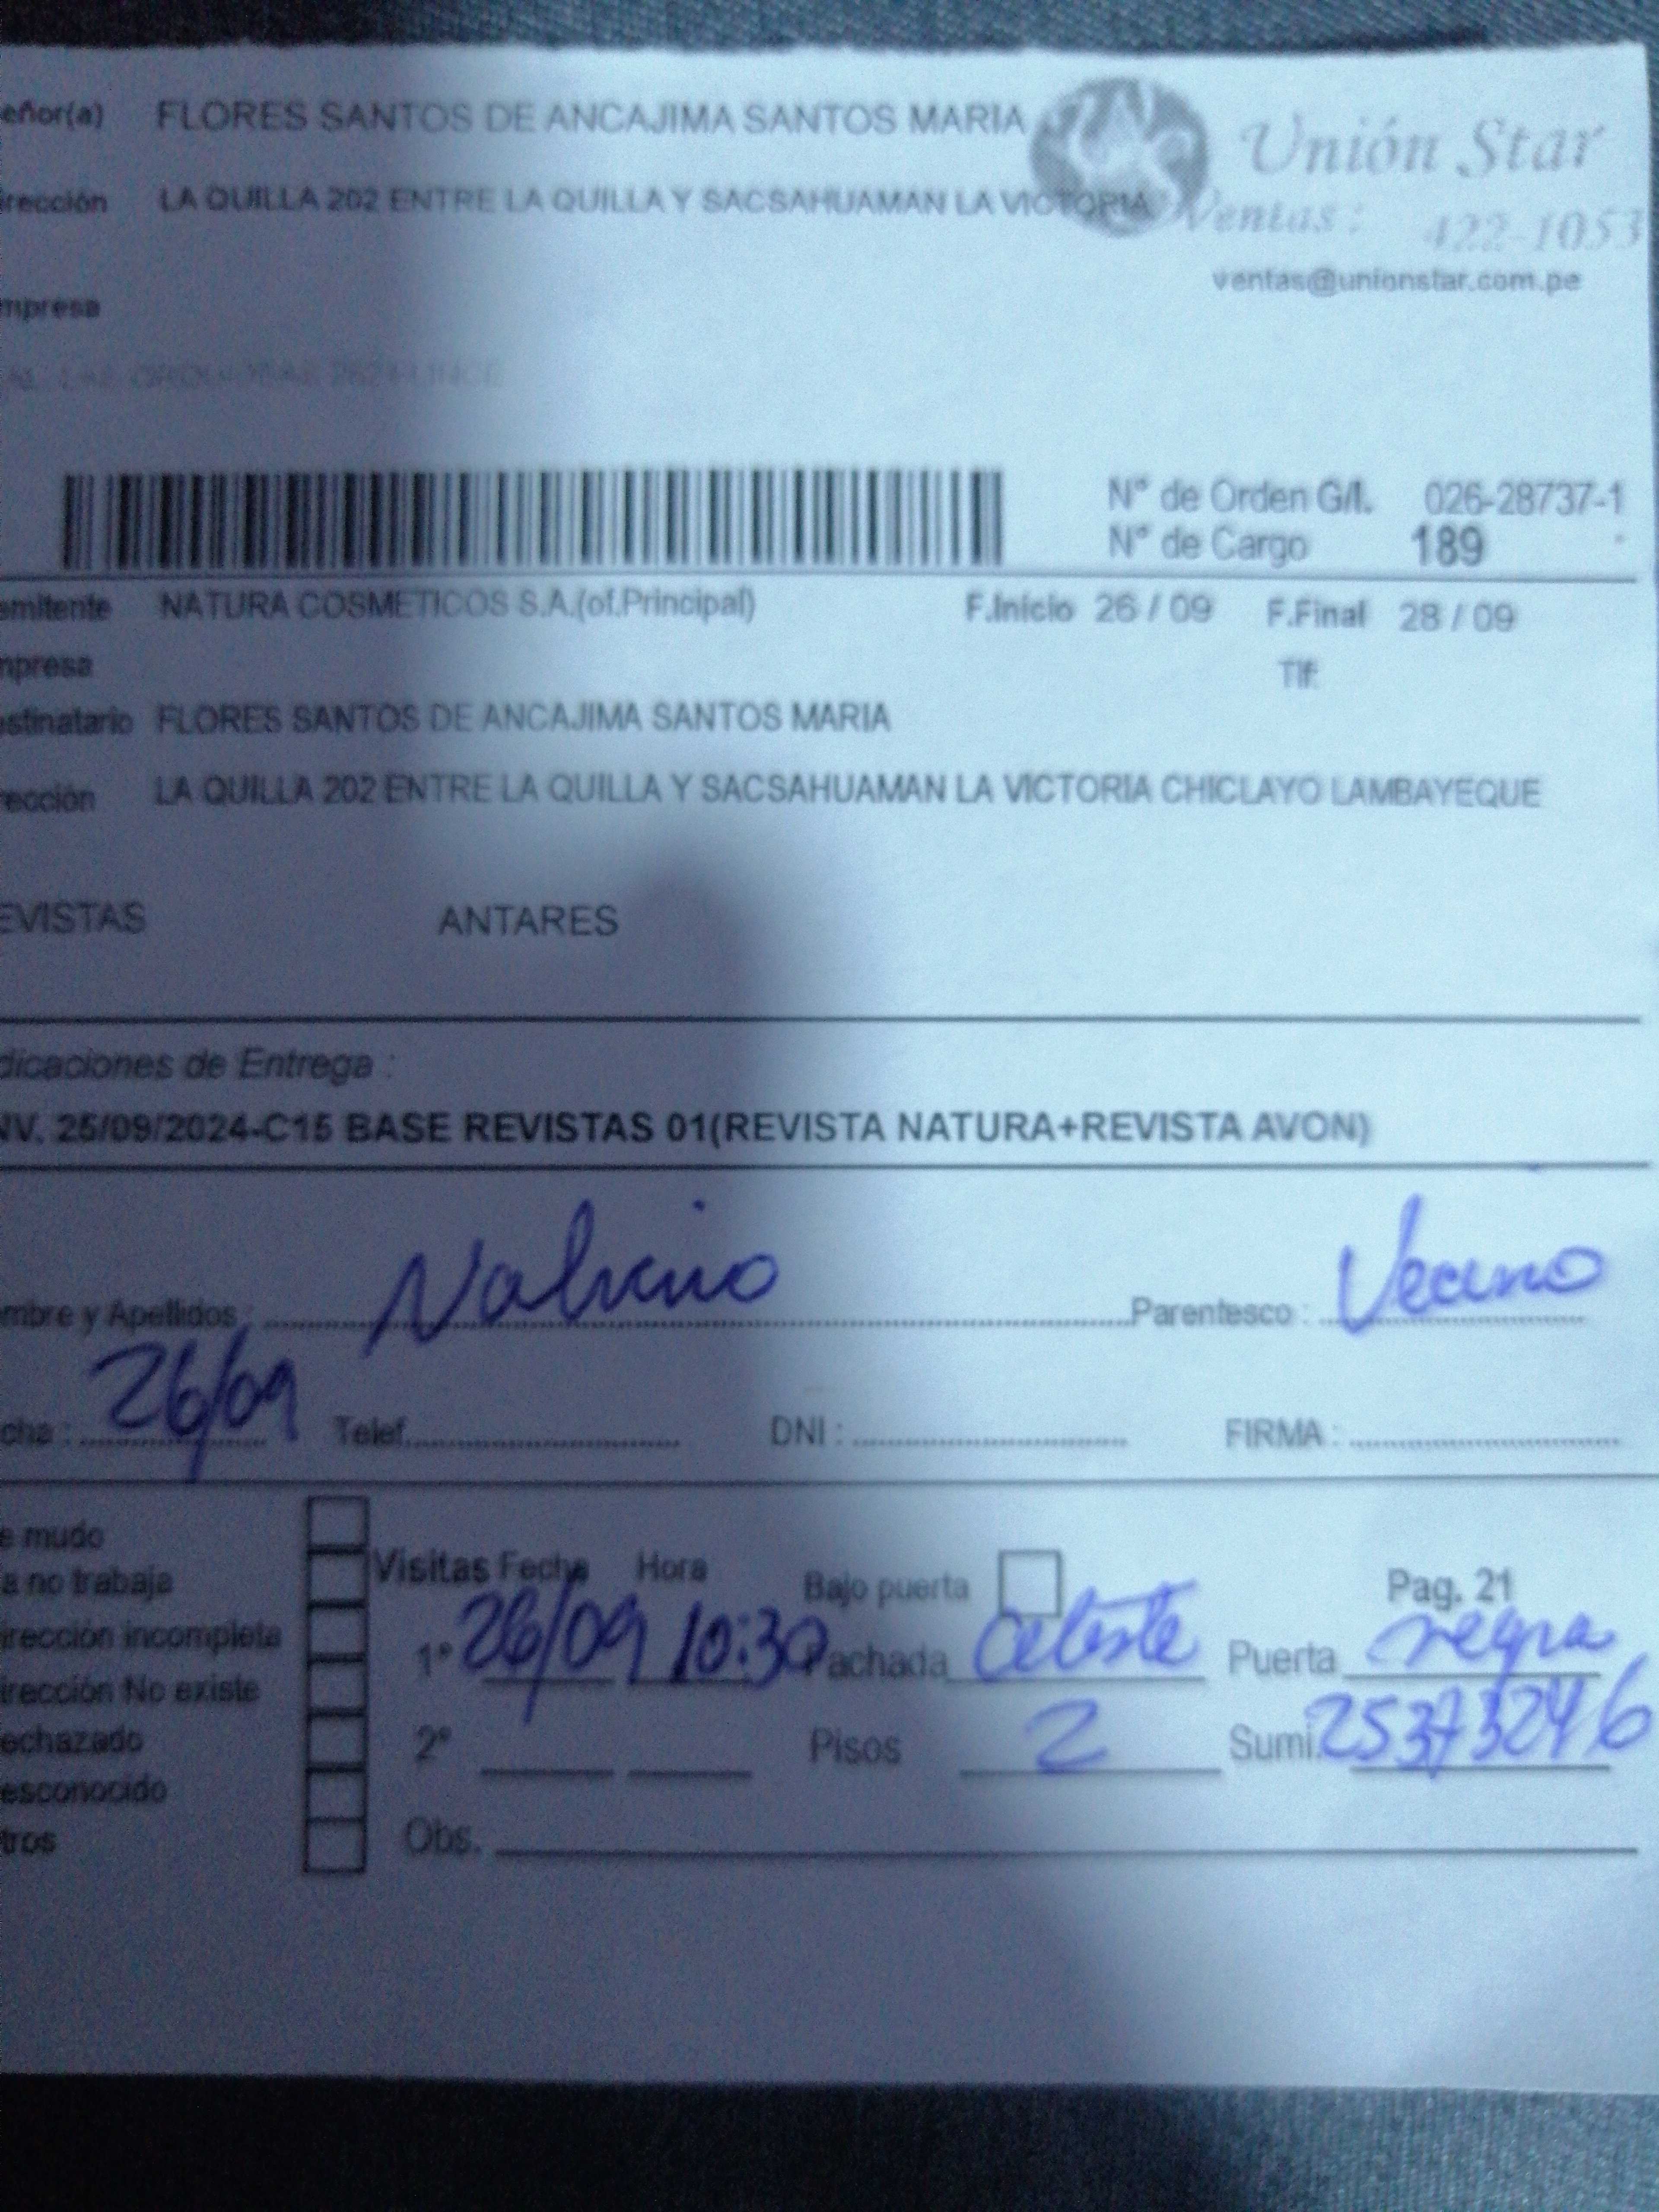 eñor(a) FLORES SANTOS DE ANCAJIMA SANTOS MARIA
Unión Star
irección LA QUILLA 202 ENTRE LA QUILLA Y SACSAHUAMAN LA VICTORIA
Ventas: 422-1053
ventas@unionstar.com.pe
mpresa
N° de Orden G/I. 026-28737-1
N° de Cargo 189
emitente NATURA COSMETICOS S.A.(of.Principal) F.Inicio 26 / 09 F.Final 28 / 09
mpresa Tlf:
estinatario FLORES SANTOS DE ANCAJIMA SANTOS MARIA
rección LA QUILLA 202 ENTRE LA QUILLA Y SACSAHUAMAN LA VICTORIA CHICLAYO LAMBAYEQUE
EVISTAS ANTARES
dicaciones de Entrega :
NV. 25/09/2024-C15 BASE REVISTAS 01(REVISTA NATURA+REVISTA AVON)
mbre y Apellidos : Parentesco : Vecino
cha : 26/09 Telef. DNI : FIRMA :
e mudo
Visitas Fecha Hora Bajo puerta Pag. 21
a no trabaja
irección incompleta
1° 26/09 10:30 Fachada celeste Puerta negra
irección No existe
echazado
2° Pisos 2 Sumi.
esconocido
tros
Obs.